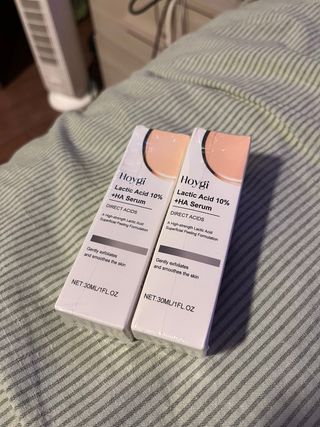 Hoygi
Lactic Acid 10%
+HA Serum
DIRECT ACIDS
A High-strength Lactic Acid
Superficial Peeling Formulation
Gently exfoliates
and smoothes the skin
NET:30ML/1FL.OZ
Hoygi
Lactic Acid 10%
+HA Serum
DIRECT ACIDS
A High-strength Lactic Acid
Superficial Peeling Formulation
Gently exfoliates
and smoothes the skin
NET:30ML/1FL.OZ